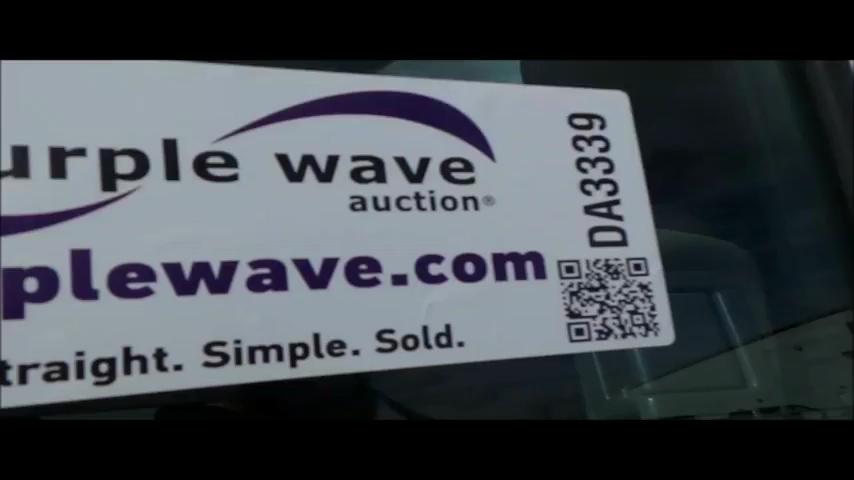 urple wave
auction®
plewave.com
traight. Simple. Sold.
DA3339